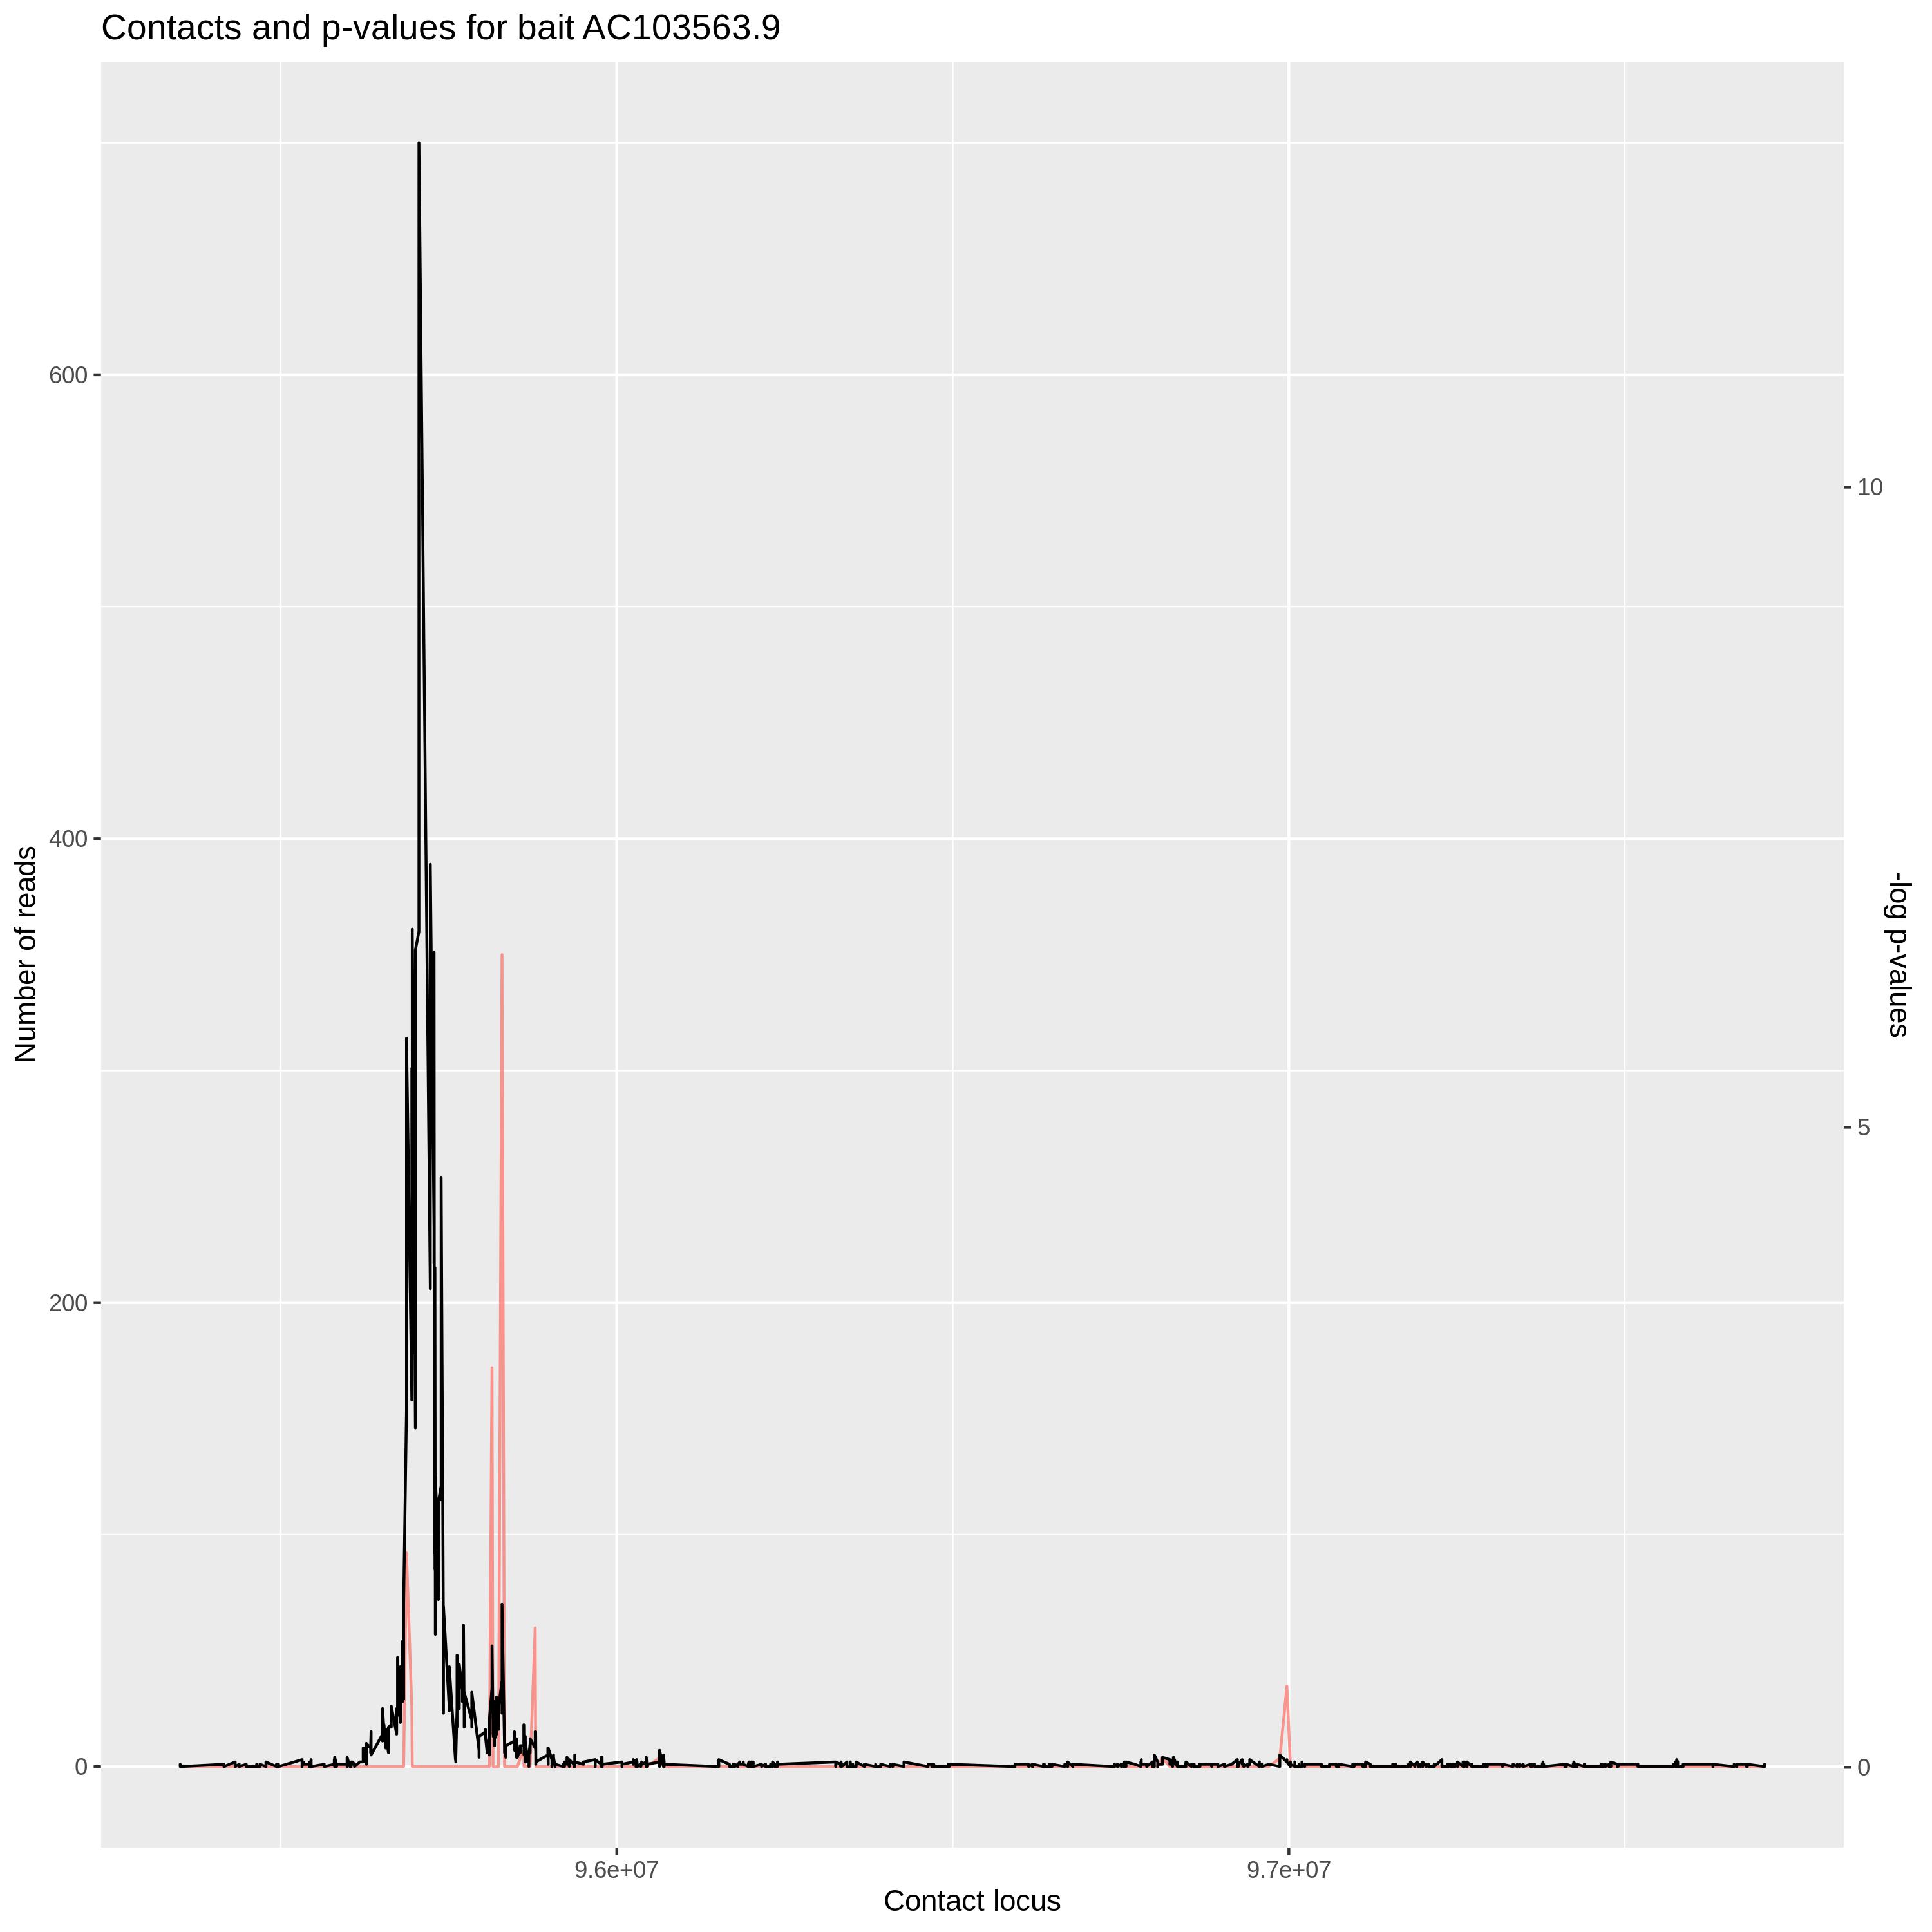 Contacts and p-values for bait AC103563.9
600
400
200
0
Number of reads
10
5
0
-log p-values
9.6e+07
9.7e+07
Contact locus